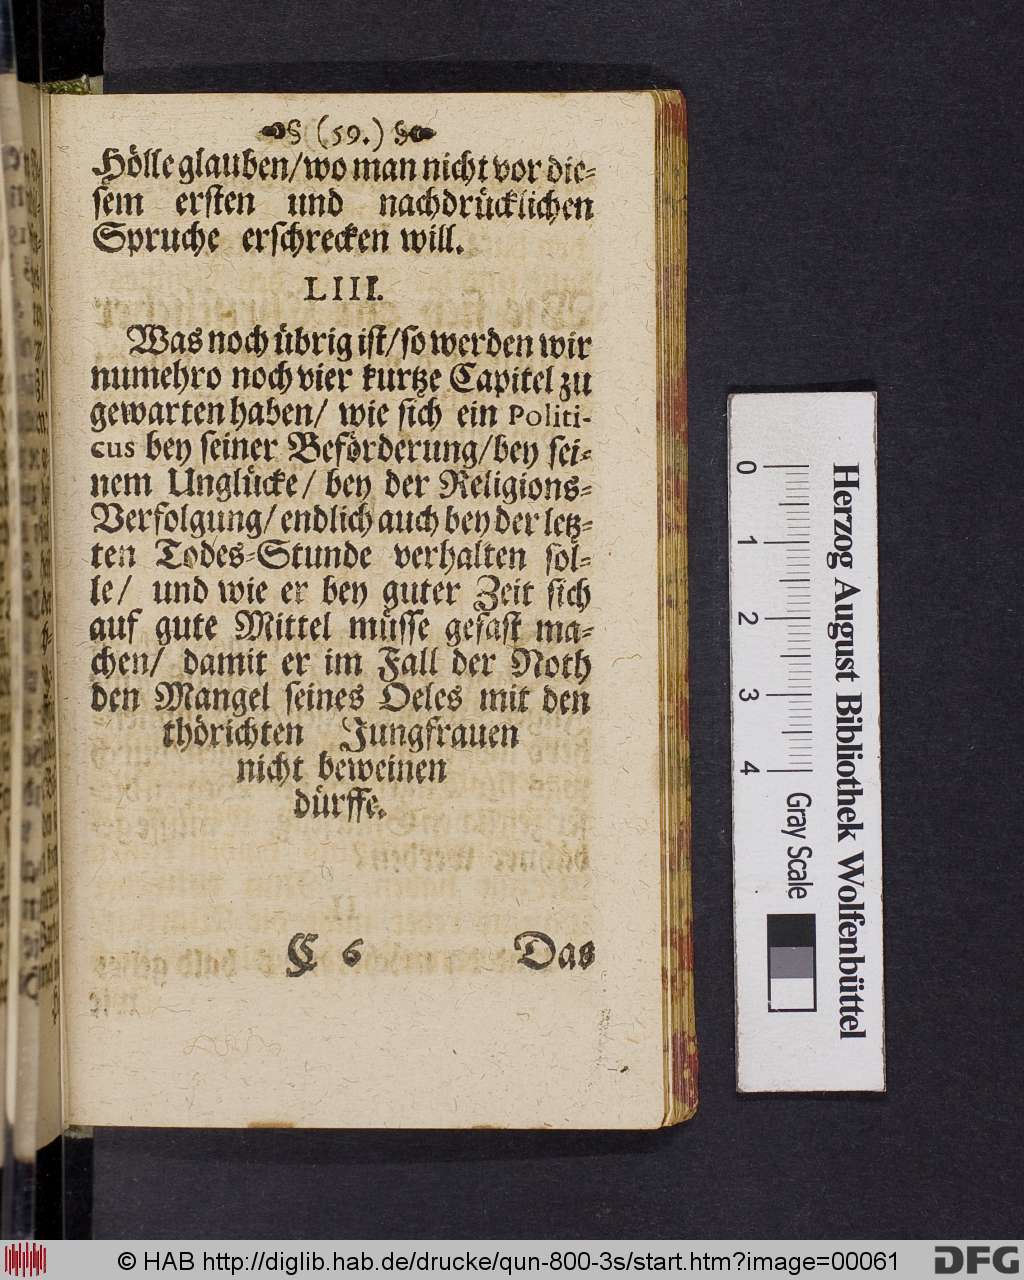 (59.)
Hölle glauben/wo man nicht vor die-
sem ersten und nachdrücklichen
Spruche erschrecken will.
LIII.
Was noch übrig ist/so werden wir
numehro noch vier kurtze Capitel zu
gewarten haben/ wie sich ein Politi-
cus bey seiner Beförderung/bey sei-
nem Unglücke/ bey der Religions-
Verfolgung/ endlich auch bey der letz-
ten Todes-Stunde verhalten sol-
le/ und wie er bey guter Zeit sich
auf gute Mittel müsse gefast ma-
chen/ damit er im Fall der Noth
den Mangel seines Oeles mit den
thörichten Jungfrauen
nicht beweinen
dürffe.
C 6 Das
0 1 2 3 4 Gray Scale
Herzog August Bibliothek Wolfenbüttel
© HAB http://diglib.hab.de/drucke/qun-800-3s/start.htm?image=00061
DFG